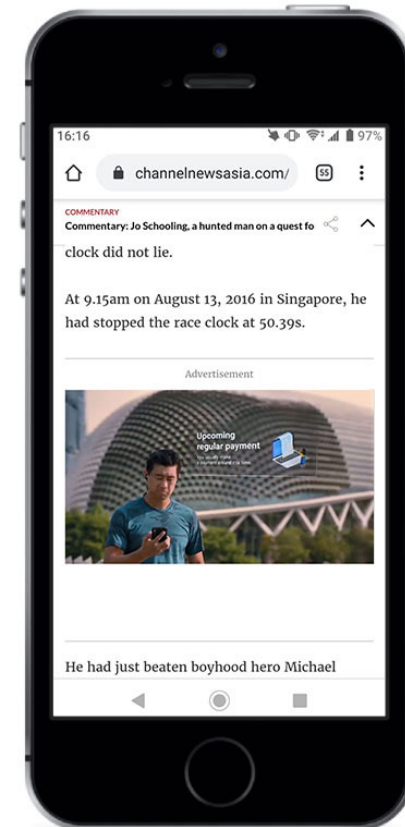 16:16
97%
channelnewsasia.com/
55
COMMENTARY
Commentary: Jo Schooling, a hunted man on a quest fo
clock did not lie.
At 9.15am on August 13, 2016 in Singapore, he
had stopped the race clock at 50.39s.
Advertisement
Upcoming
regular payment
He had just beaten boyhood hero Michael